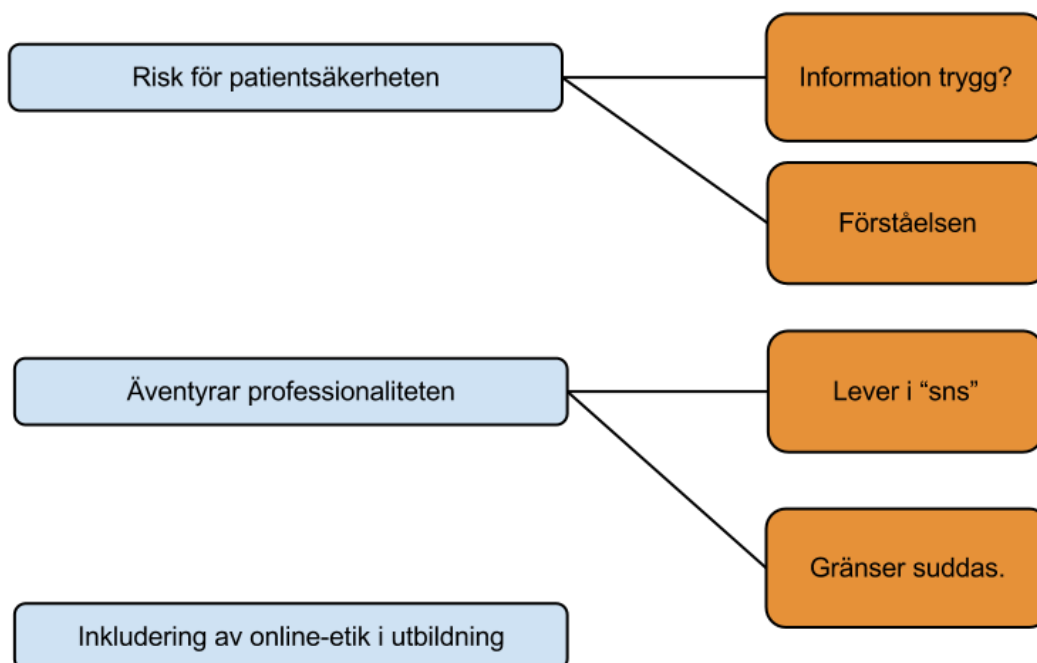 Risk för patientsäkerheten
Information trygg?
Förståelsen
Äventyrar professionaliteten
Lever i “sns”
Gränser suddas.
Inkludering av online-etik i utbildning